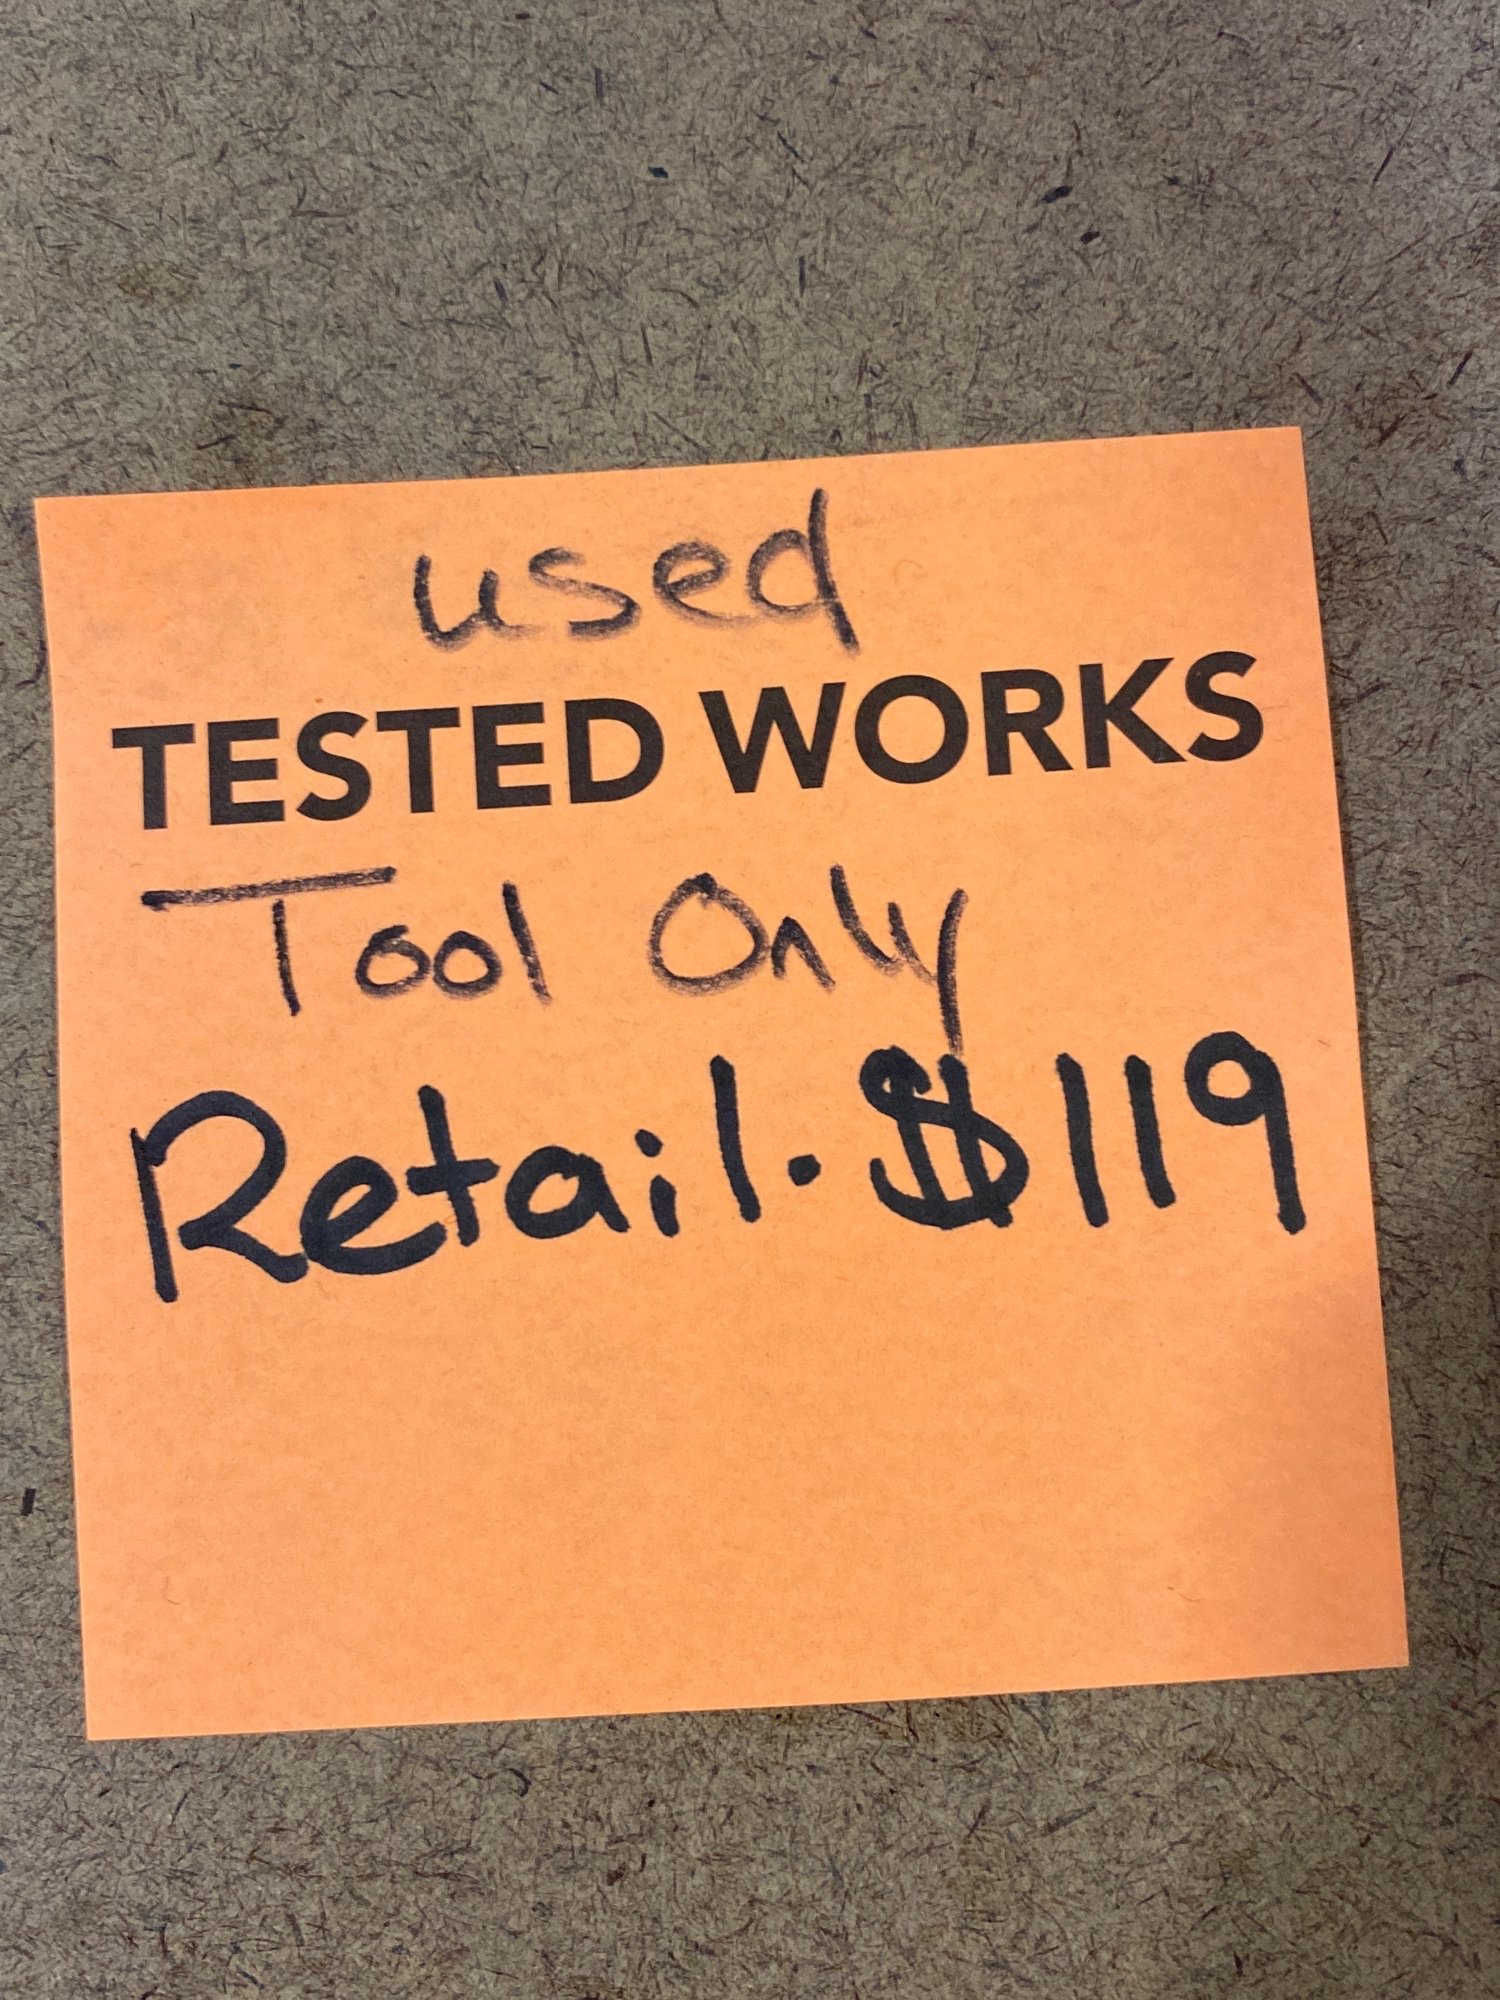 used
TESTED WORKS
Tool Only
Retail. $119